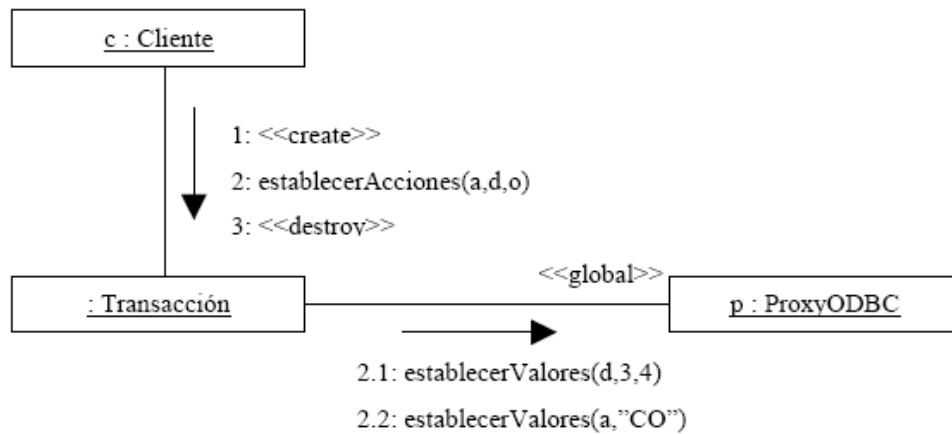 c : Cliente
1: <<create>>
2: establecerAcciones(a,d,o)
3: <<destroy>>
<<global>>
: Transacción
p : ProxyODBC
2.1: establecerValores(d,3,4)
2.2: establecerValores(a,”CO”)